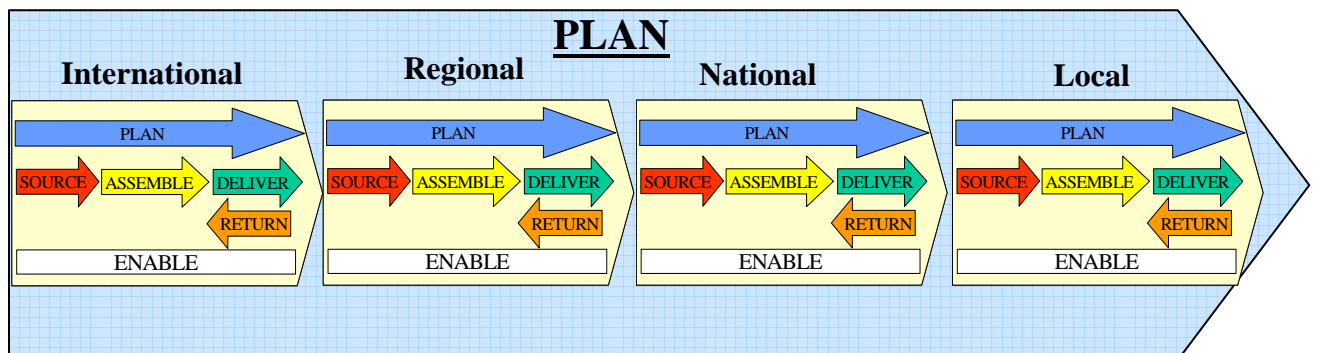 PLAN
International
Regional
National
Local
PLAN
PLAN
PLAN
PLAN
SOURCE
ASSEMBLE
DELIVER
SOURCE
ASSEMBLE
DELIVER
SOURCE
ASSEMBLE
DELIVER
SOURCE
ASSEMBLE
DELIVER
RETURN
RETURN
RETURN
RETURN
ENABLE
ENABLE
ENABLE
ENABLE